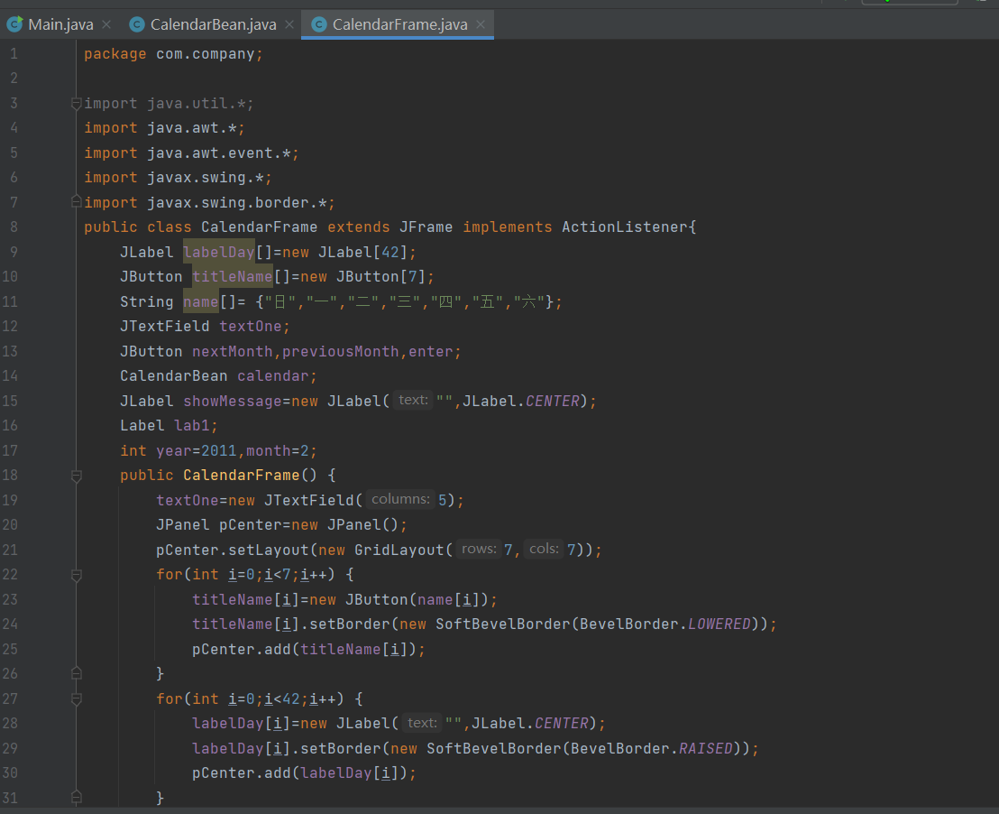 Main.java CalendarBean.java CalendarFrame.java
1 package com.company;
2
3 import java.util.*;
4 import java.awt.*;
5 import java.awt.event.*;
6 import javax.swing.*;
7 import javax.swing.border.*;
8 public class CalendarFrame extends JFrame implements ActionListener{
9 JLabel labelDay[]=new JLabel[42];
10 JButton titleName[]=new JButton[7];
11 String name[]= {"日","一","二","三","四","五","六"};
12 JTextField textOne;
13 JButton nextMonth,previousMonth,enter;
14 CalendarBean calendar;
15 JLabel showMessage=new JLabel( text: "",JLabel.CENTER);
16 Label lab1;
17 int year=2011,month=2;
18 public CalendarFrame() {
19 textOne=new JTextField( columns: 5);
20 JPanel pCenter=new JPanel();
21 pCenter.setLayout(new GridLayout( rows: 7, cols: 7));
22 for(int i=0;i<7;i++) {
23 titleName[i]=new JButton(name[i]);
24 titleName[i].setBorder(new SoftBevelBorder(BevelBorder.LOWERED));
25 pCenter.add(titleName[i]);
26 }
27 for(int i=0;i<42;i++) {
28 labelDay[i]=new JLabel( text: "",JLabel.CENTER);
29 labelDay[i].setBorder(new SoftBevelBorder(BevelBorder.RAISED));
30 pCenter.add(labelDay[i]);
31 }